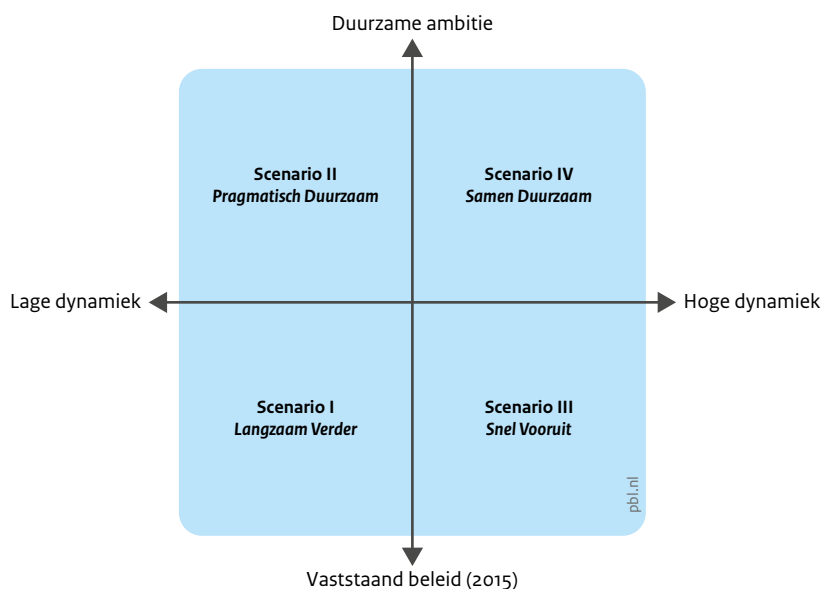 Duurzame ambitie
Scenario II
Pragmatisch Duurzaam
Scenario IV
Samen Duurzaam
Lage dynamiek
Hoge dynamiek
Scenario I
Langzaam Verder
Scenario III
Snel Vooruit
pbl.nl
Vaststaand beleid (2015)